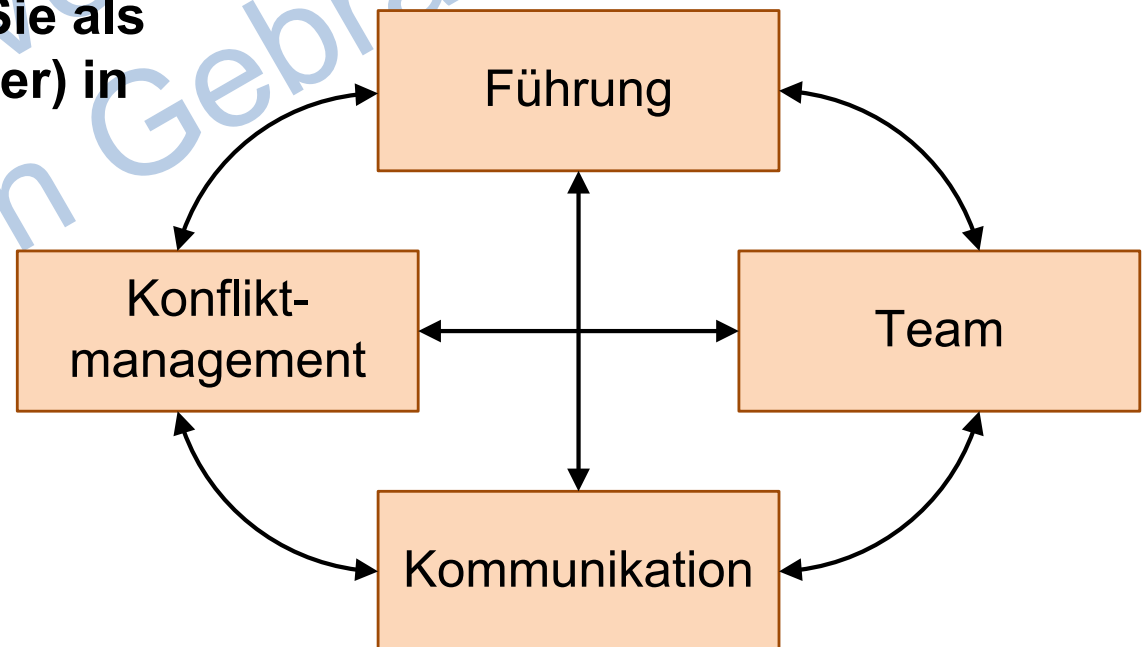 Sie als
er) in
Führung
Konflikt-
management
Team
Kommunikation